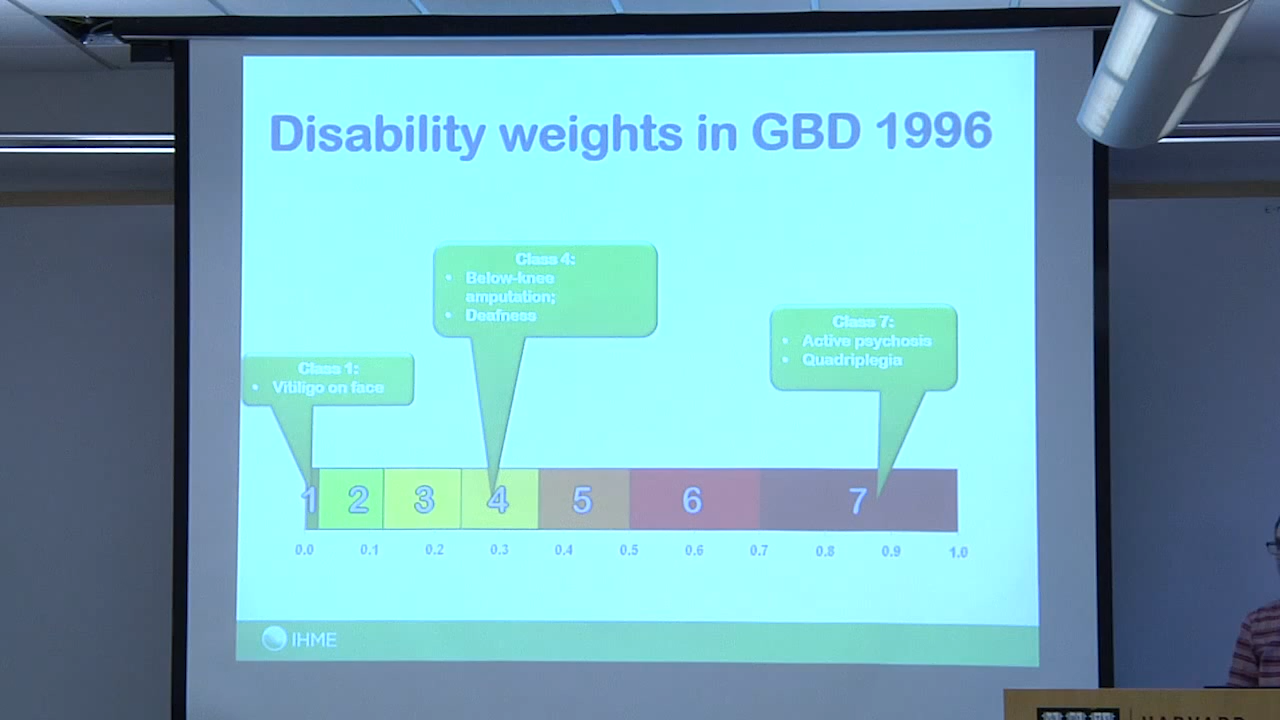 Disability weights in GBD 1996
Class 4:
• Below-knee
amputation;
• Deafness
Class 7:
• Active psychosis
• Quadriplegia
Class 1:
• Vitiligo on face
1 2 3 4 5 6 7
0.0 0.1 0.2 0.3 0.4 0.5 0.6 0.7 0.8 0.9 1.0
IHME
HARVARD